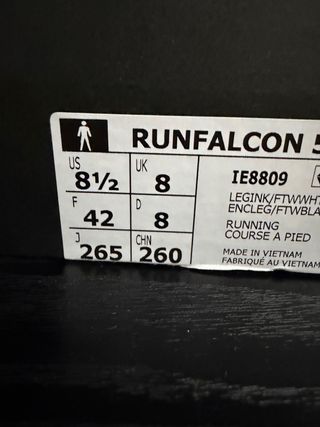 RUNFALCON 5
US
8½
UK
8
F
42
D
8
J
265
CHN
260
IE8809
LEGINK/FTWWHT
ENCLEG/FTWBLA
RUNNING
COURSE A PIED
MADE IN VIETNAM
FABRIQUÉ AU VIETNAM